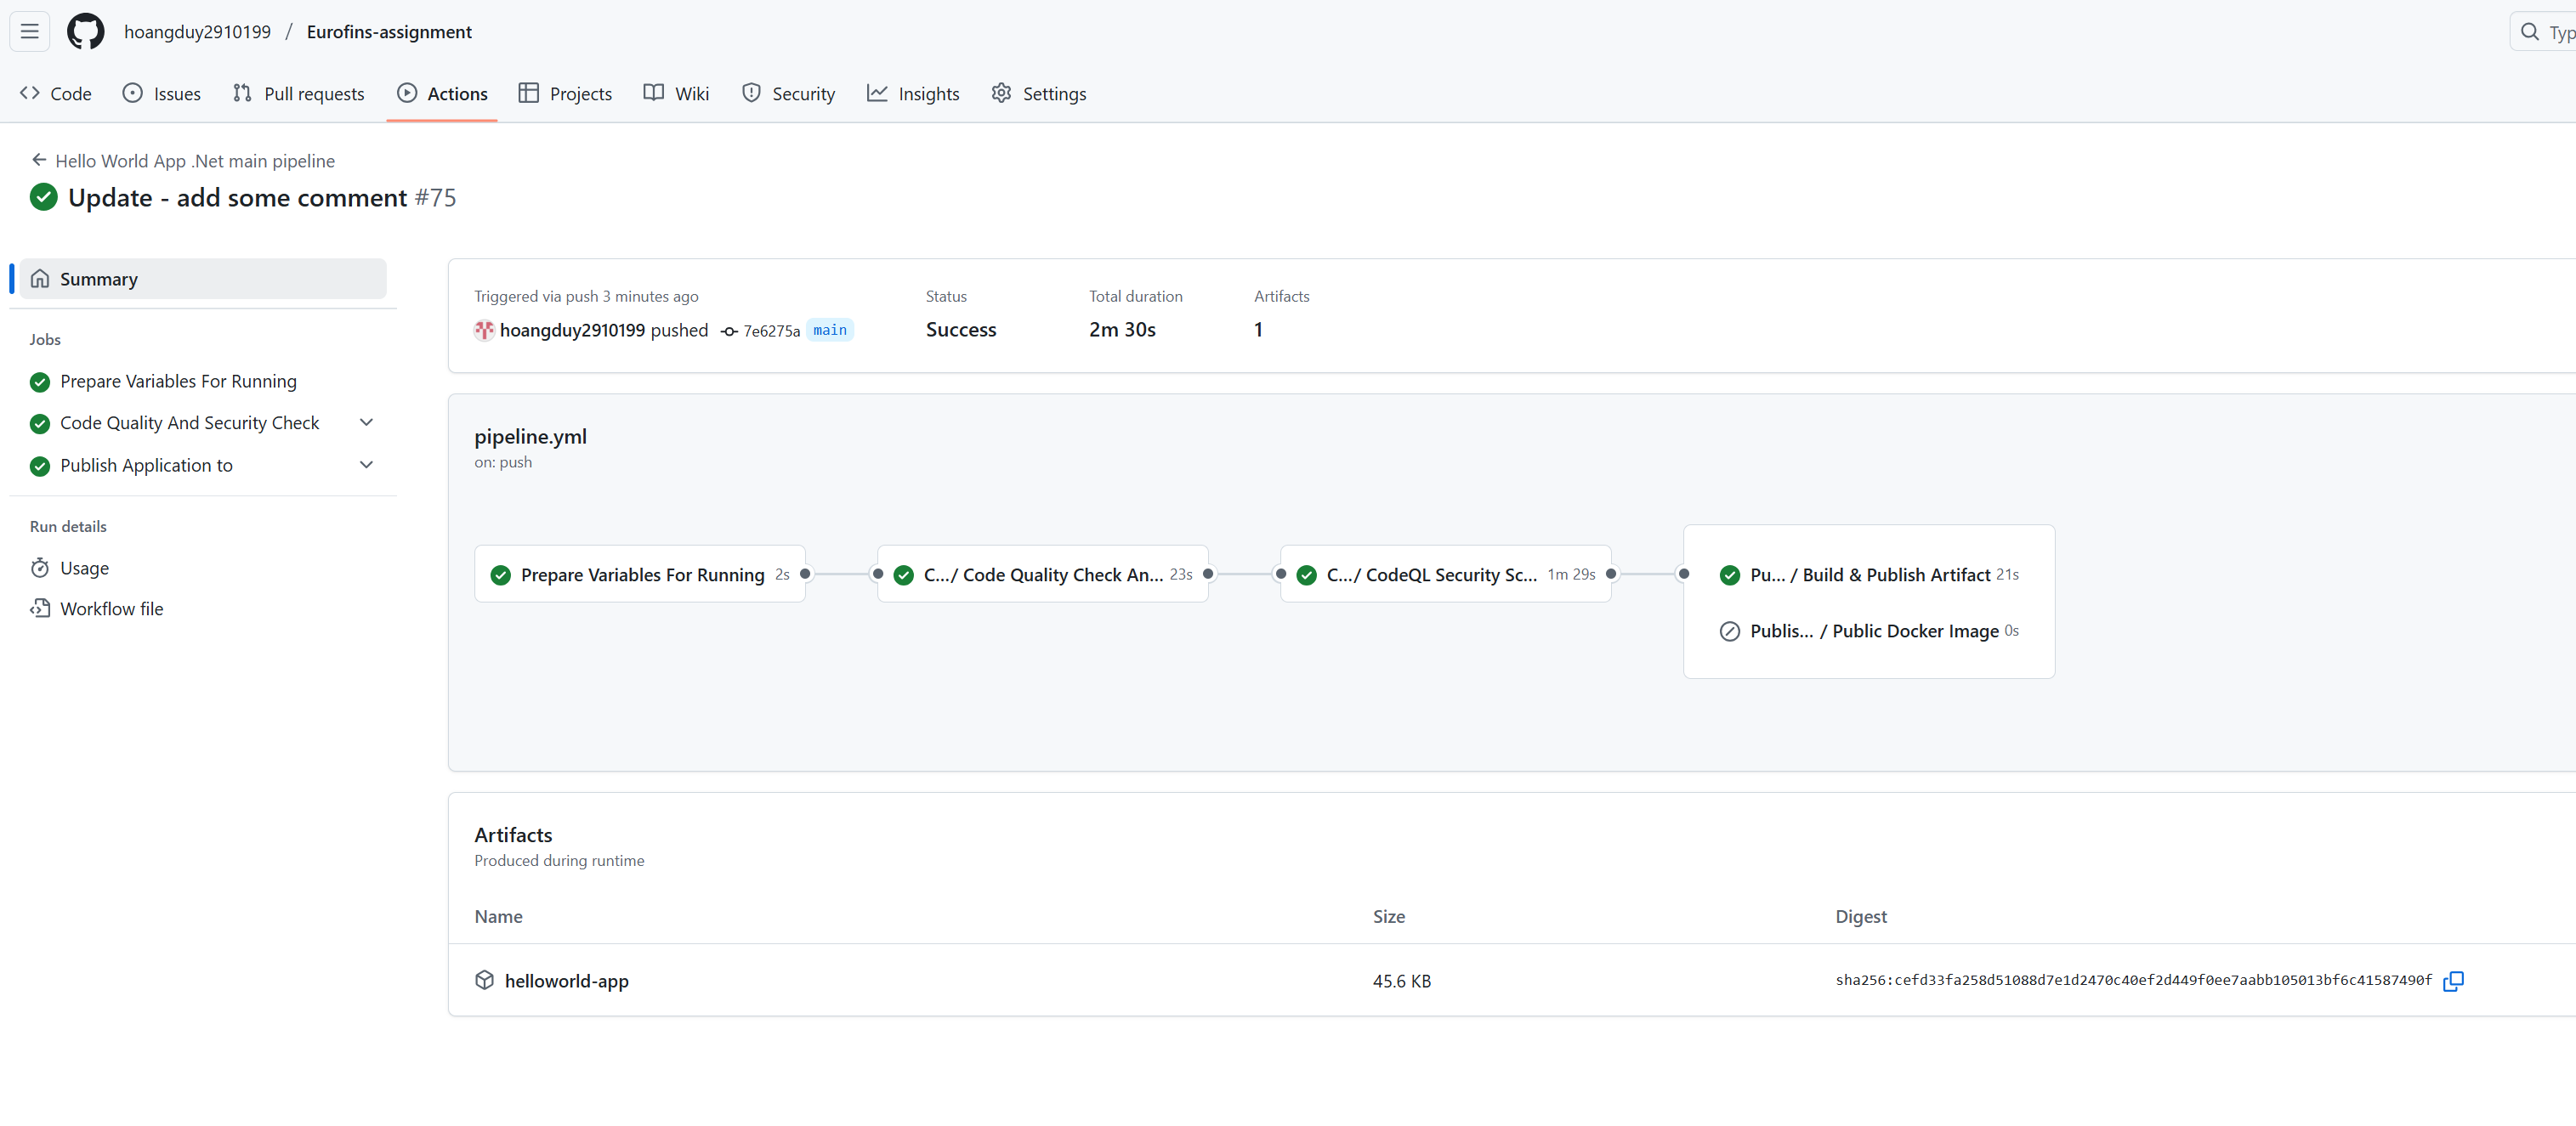 hoangduy2910199 / Eurofins-assignment
Typ
Code Issues Pull requests Actions Projects Wiki Security Insights Settings
Hello World App .Net main pipeline
Update - add some comment #75
Summary
Jobs
Prepare Variables For Running
Code Quality And Security Check
Publish Application to
Run details
Usage
Workflow file
Triggered via push 3 minutes ago
hoangduy2910199 pushed 7e6275a main
Status
Success
Total duration
2m 30s
Artifacts
1
pipeline.yml
on: push
Prepare Variables For Running 2s
C.../ Code Quality Check An... 23s
C.../ CodeQL Security Sc... 1m 29s
Pu... / Build & Publish Artifact 21s
Publis... / Public Docker Image 0s
Artifacts
Produced during runtime
Name Size Digest
helloworld-app 45.6 KB sha256:cefd33fa258d51088d7e1d2470c40ef2d449f0ee7aabb105013bf6c41587490f